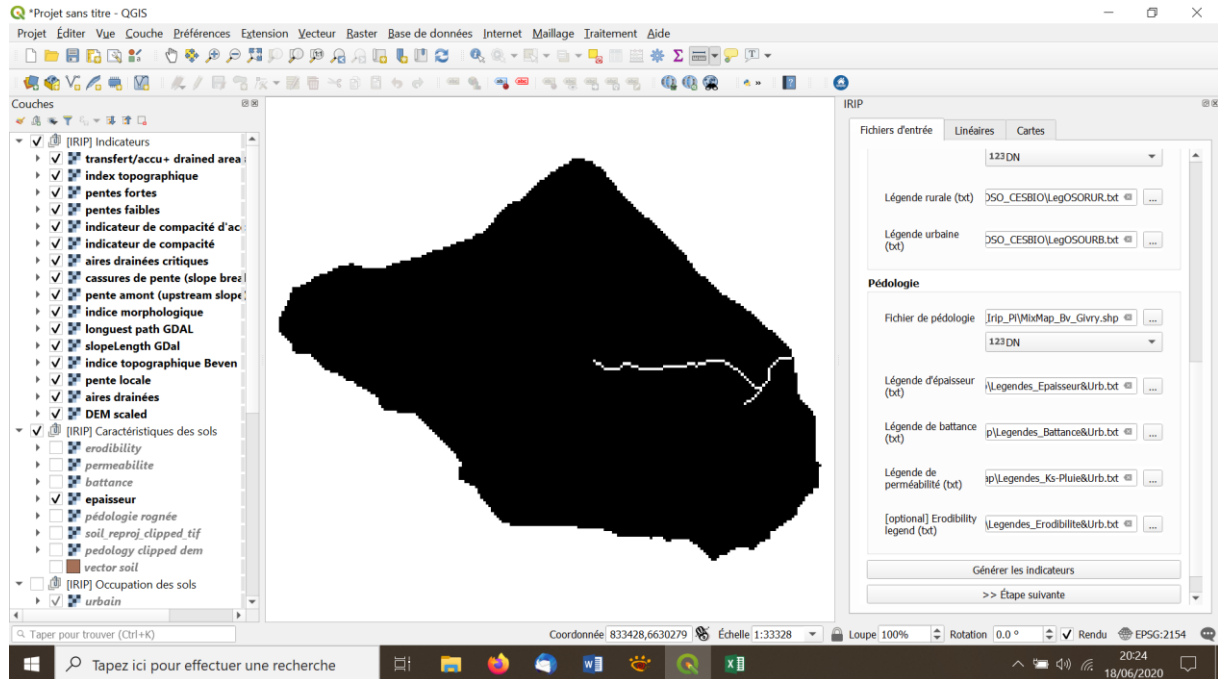 *Projet sans titre - QGIS
Projet Éditer Vue Couche Préférences Extension Vecteur Raster Base de données Internet Maillage Traitement Aide
Couches
[IRIP] Indicateurs
transfert/accu+ drained area
index topographique
pentes fortes
pentes faibles
indicateur de compacité d'ac
indicateur de compacité
aires drainées critiques
cassures de pente (slope brea
pente amont (upstream slope
indice morphologique
longuest path GDAL
slopeLength GDal
indice topographique Beven
pente locale
aires drainées
DEM scaled
[IRIP] Caractéristiques des sols
erodibility
permeabilite
battance
epaisseur
pédologie rognée
soil_reproj_clipped_tif
pedology clipped dem
vector soil
[IRIP] Occupation des sols
urbain
IRIP
Fichiers d'entrée Linéaires Cartes
123 DN
Légende rurale (txt) OSO_CESBIO\LegOSORUR.txt ...
Légende urbaine
(txt) OSO_CESBIO\LegOSOURB.txt ...
Pédologie
Fichier de pédologie Irip_Pl\MixMap_Bv_Givry.shp ...
123 DN
Légende d'épaisseur
(txt) \Legendes_Epaisseur&Urb.txt ...
Légende de battance
(txt) p\Legendes_Battance&Urb.txt ...
Légende de
perméabilité (txt) ap\Legendes_Ks-Pluie&Urb.txt ...
[optional] Erodibility
legend (txt) \Legendes_Erodibilite&Urb.txt ...
Générer les indicateurs
>> Étape suivante
Taper pour trouver (Ctrl+K) Coordonnée 833428,6630279 Échelle 1:33328 Loupe 100% Rotation 0.0 ° Rendu EPSG:2154
Tapez ici pour effectuer une recherche
20:24
18/06/2020